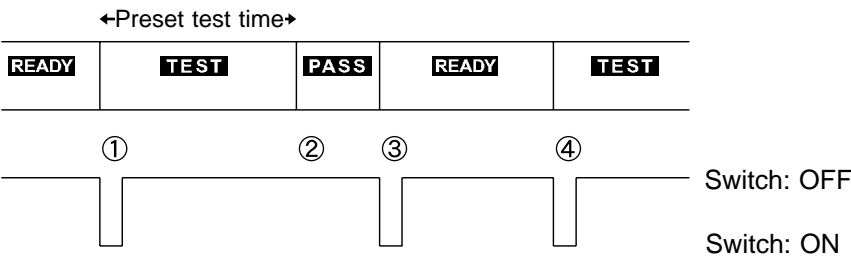 ←Preset test time→
READY TEST PASS READY TEST
① ② ③ ④
Switch: OFF
Switch: ON